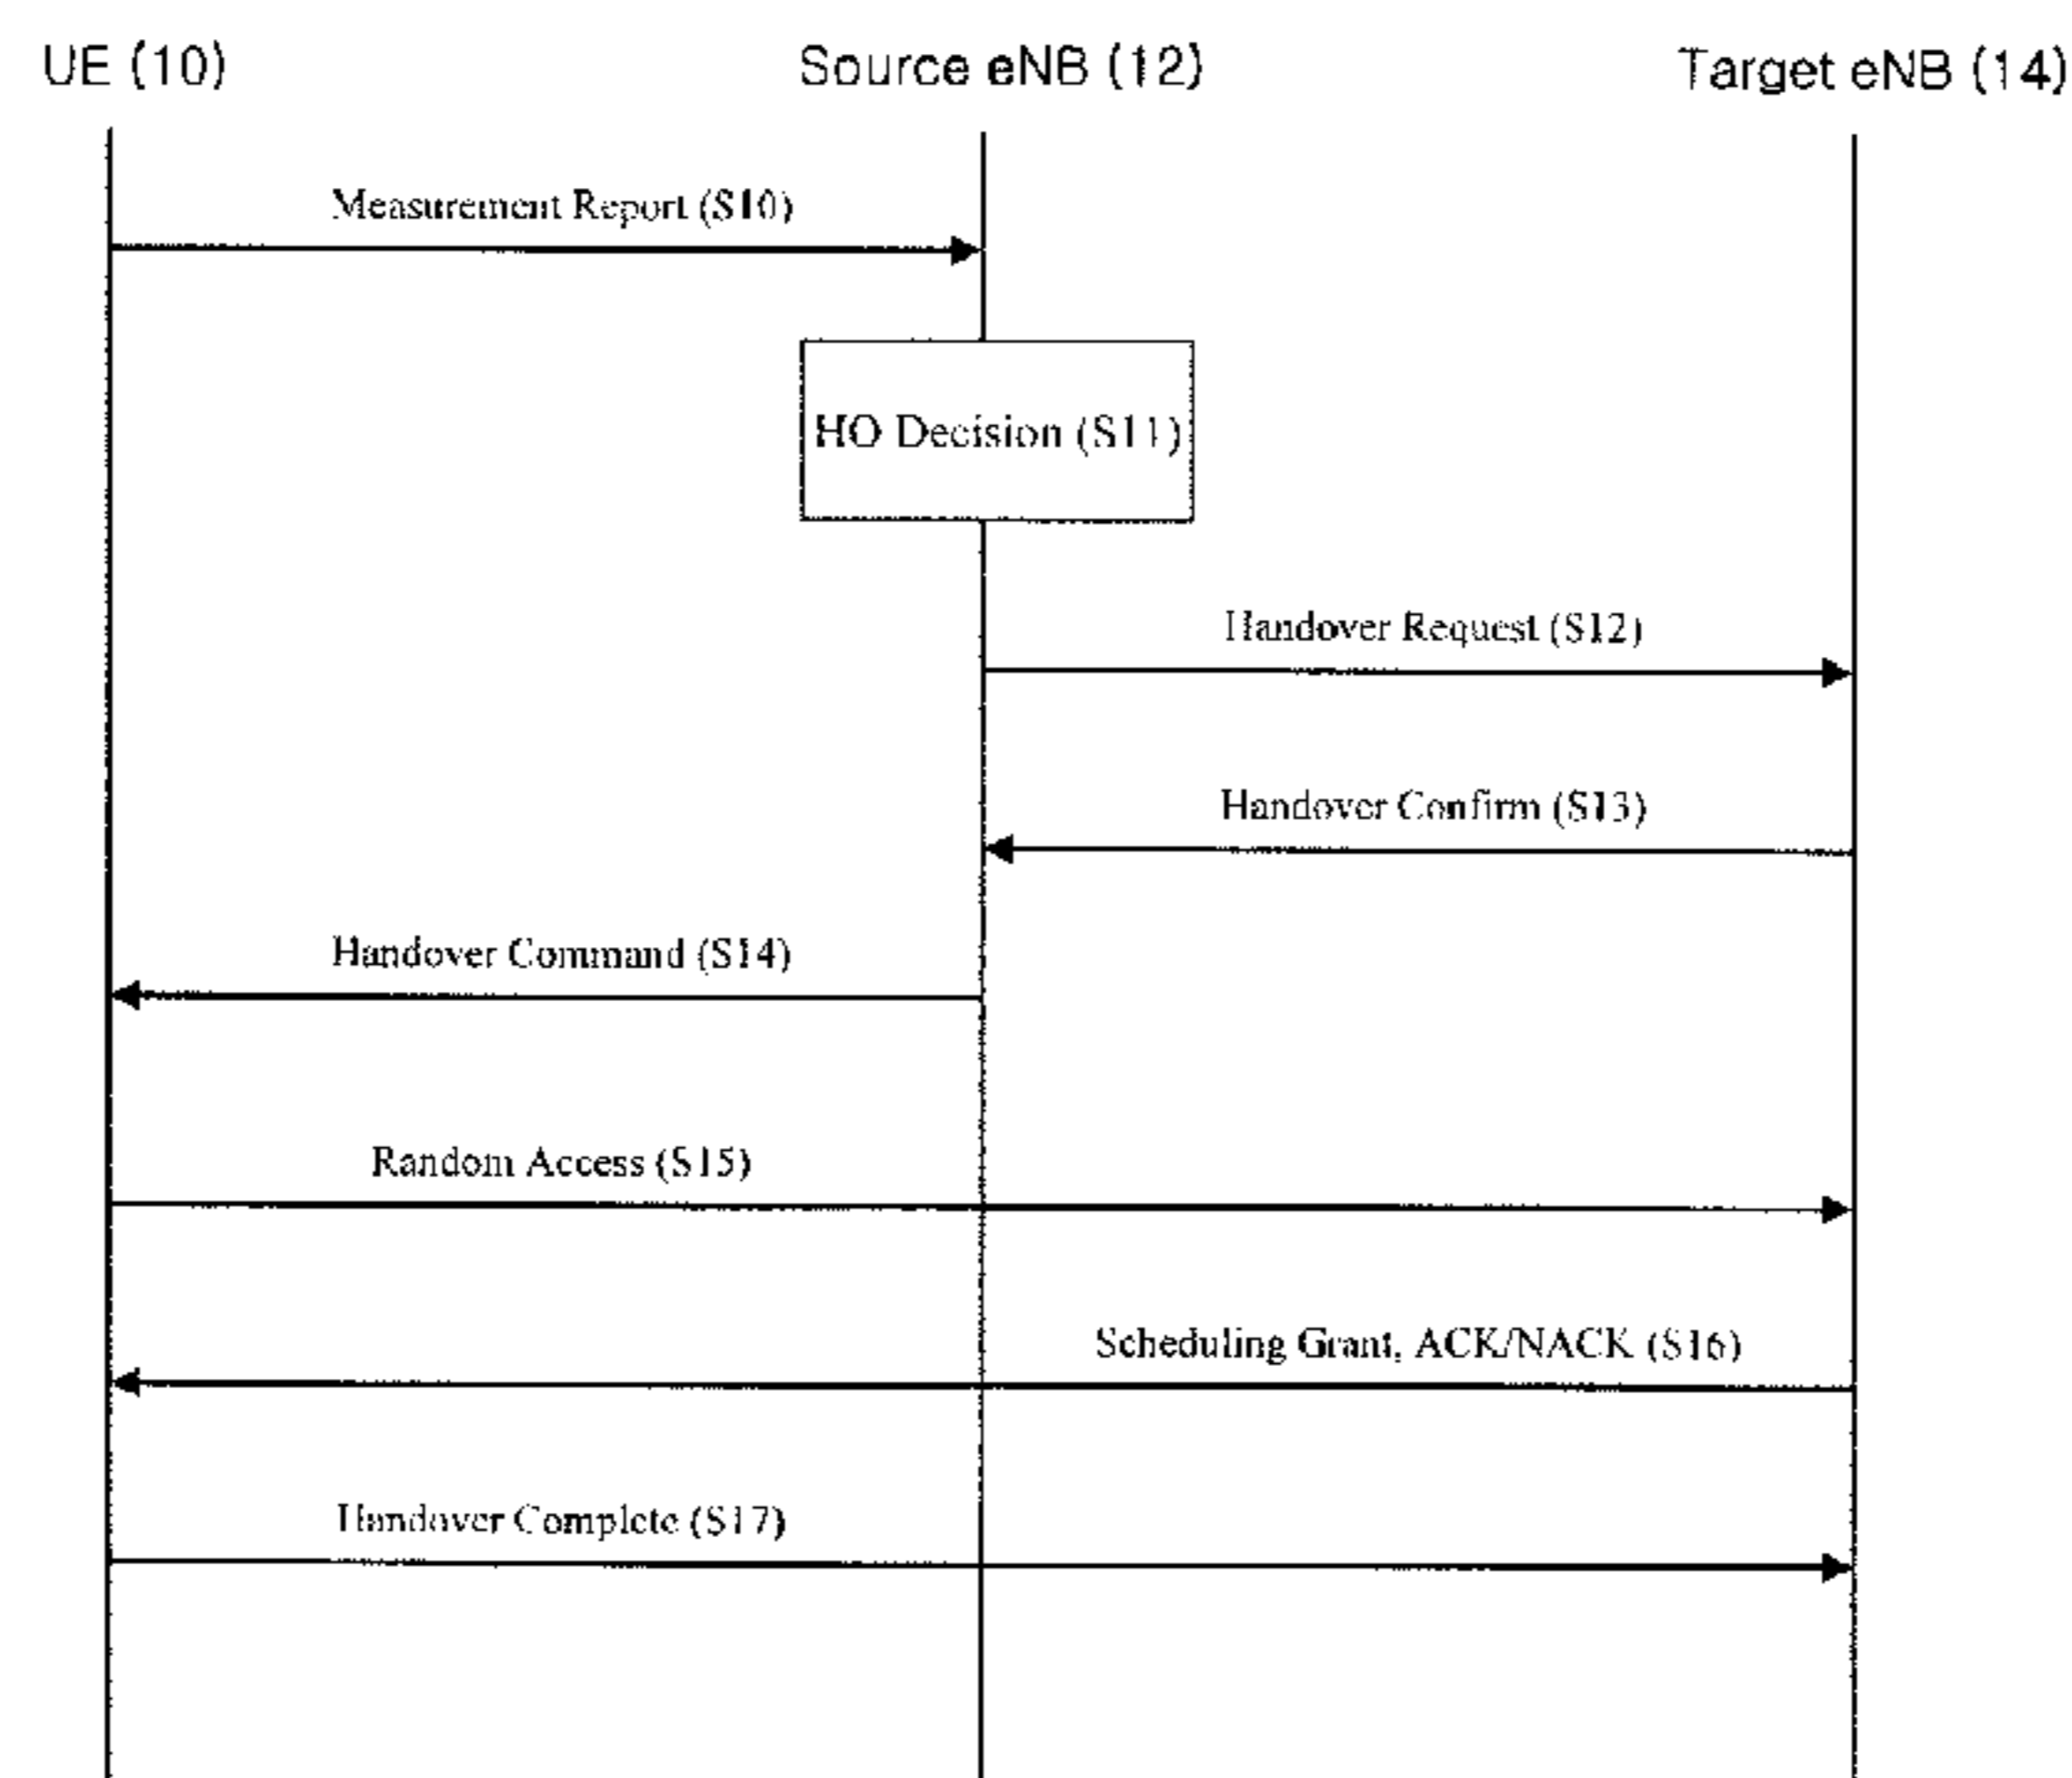 UE (10)
Source eNB (12)
Target eNB (14)
Measurement Report (S10)
HO Decision (S11)
Handover Request (S12)
Handover Confirm (S13)
Handover Command (S14)
Random Access (S15)
Scheduling Grant, ACK/NACK (S16)
Handover Complete (S17)